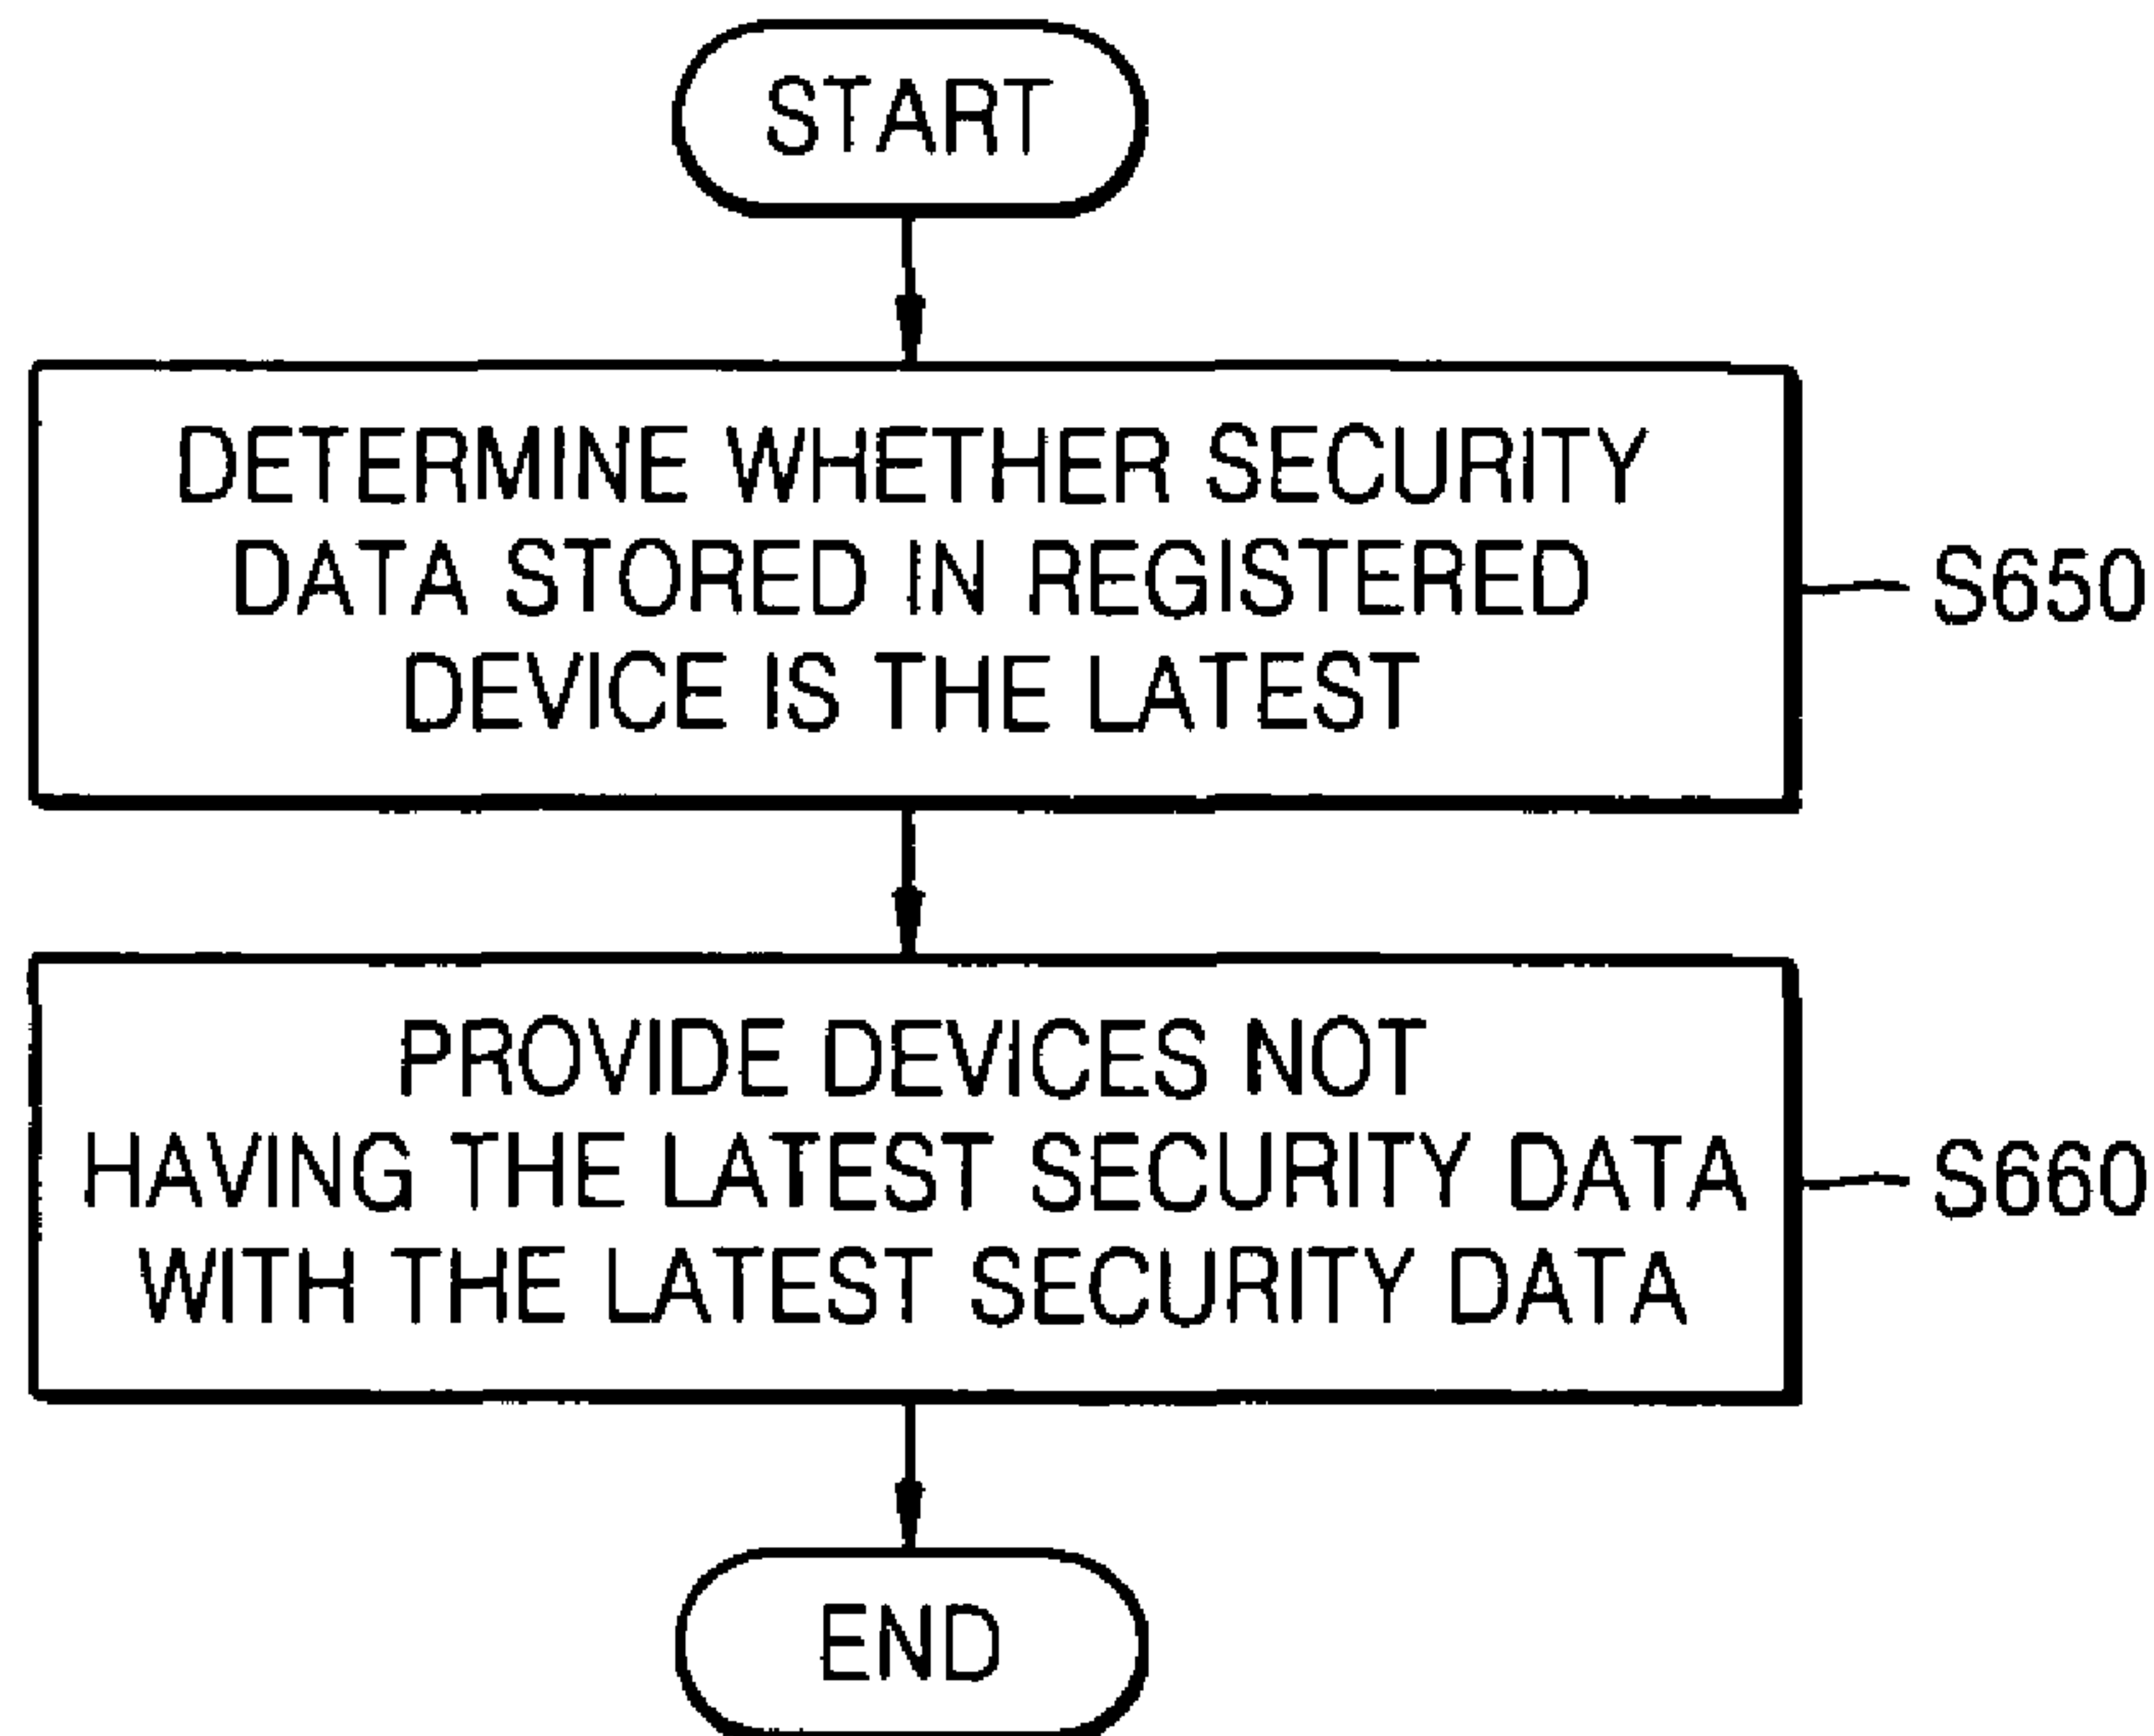 START
DETERMINE WHETHER SECURITY
DATA STORED IN REGISTERED
DEVICE IS THE LATEST
S650
PROVIDE DEVICES NOT
HAVING THE LATEST SECURITY DATA
WITH THE LATEST SECURITY DATA
S660
END